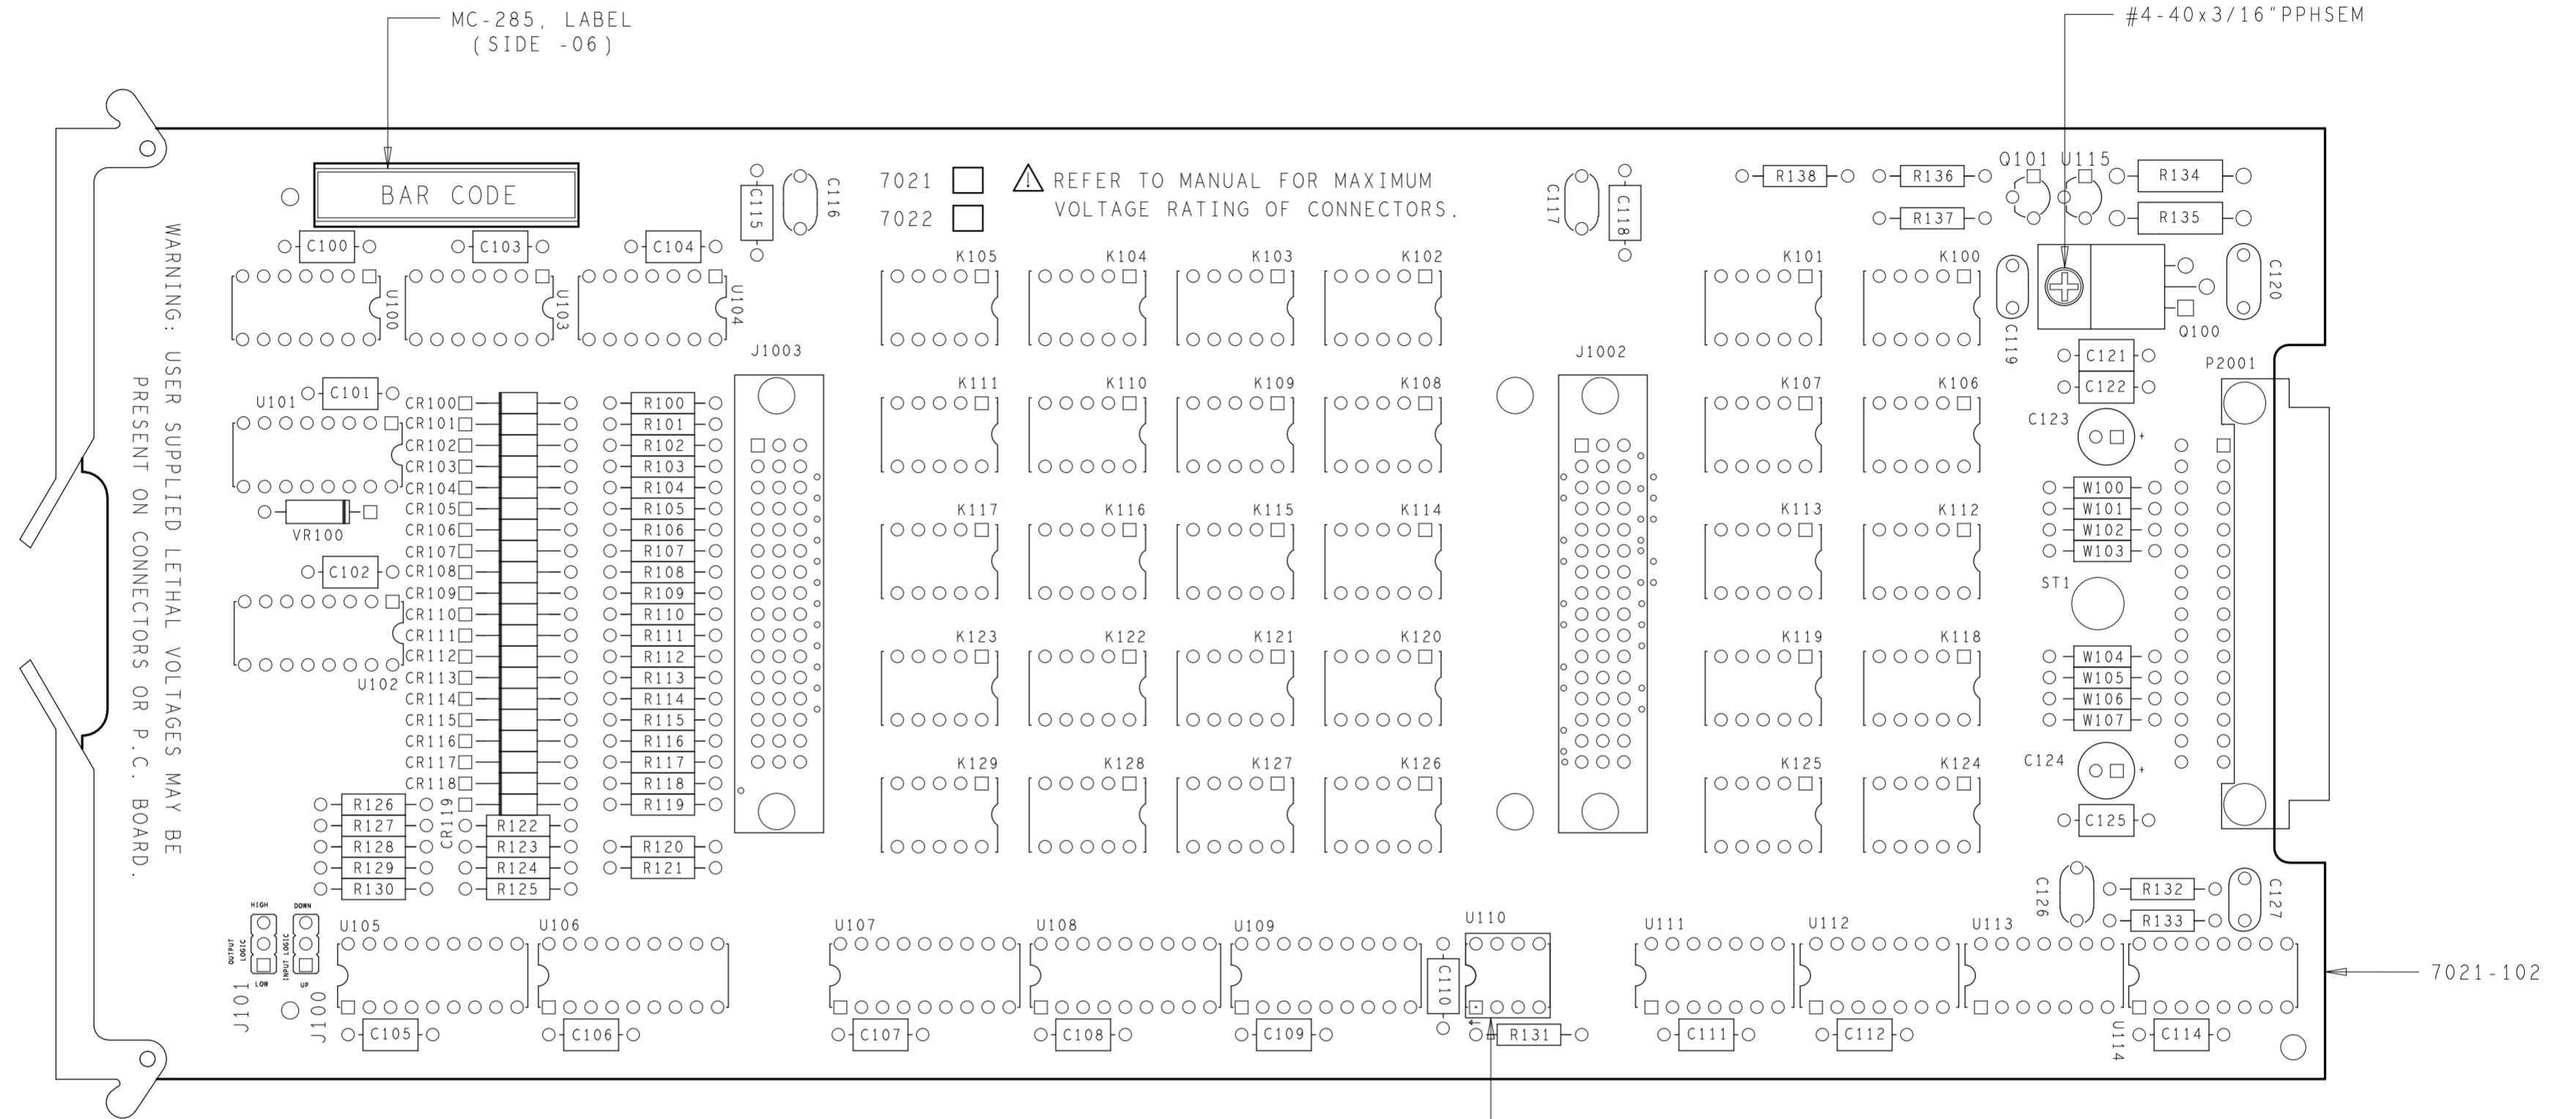 MC-285, LABEL
(SIDE -06)
#4-40x3/16"PPHSEM
BAR CODE
7021
7022
REFER TO MANUAL FOR MAXIMUM
VOLTAGE RATING OF CONNECTORS.
WARNING: USER SUPPLIED LETHAL VOLTAGES MAY BE
PRESENT ON CONNECTORS OR P.C. BOARD.
C115
C116
C117
C118
R138
R136
R137
Q101
U115
R134
R135
C100
C103
C104
U100
U103
U104
K105
K104
K103
K102
K101
K100
C119
C120
Q100
J1003
J1002
C121
C122
P2001
U101
C101
CR100
CR101
CR102
CR103
CR104
CR105
CR106
CR107
CR108
CR109
CR110
CR111
CR112
CR113
CR114
CR115
CR116
CR117
CR118
CR119
R100
R101
R102
R103
R104
R105
R106
R107
R108
R109
R110
R111
R112
R113
R114
R115
R116
R117
R118
R119
R120
R121
VR100
C102
U102
K111
K110
K109
K108
K107
K106
C123
+
K117
K116
K115
K114
K113
K112
W100
W101
W102
W103
ST1
K123
K122
K121
K120
K119
K118
W104
W105
W106
W107
K129
K128
K127
K126
K125
K124
C124
+
C125
R126
R127
R128
R129
R130
R122
R123
R124
R125
C126
R132
R133
C127
HIGH
DOWN
OUTPUT
LOGIC
INPUT LOGIC
LOW
UP
J101
J100
U105
U106
U107
U108
U109
C110
U110
U111
U112
U113
U114
7021-102
C105
C106
C107
C108
C109
R131
C111
C112
C114